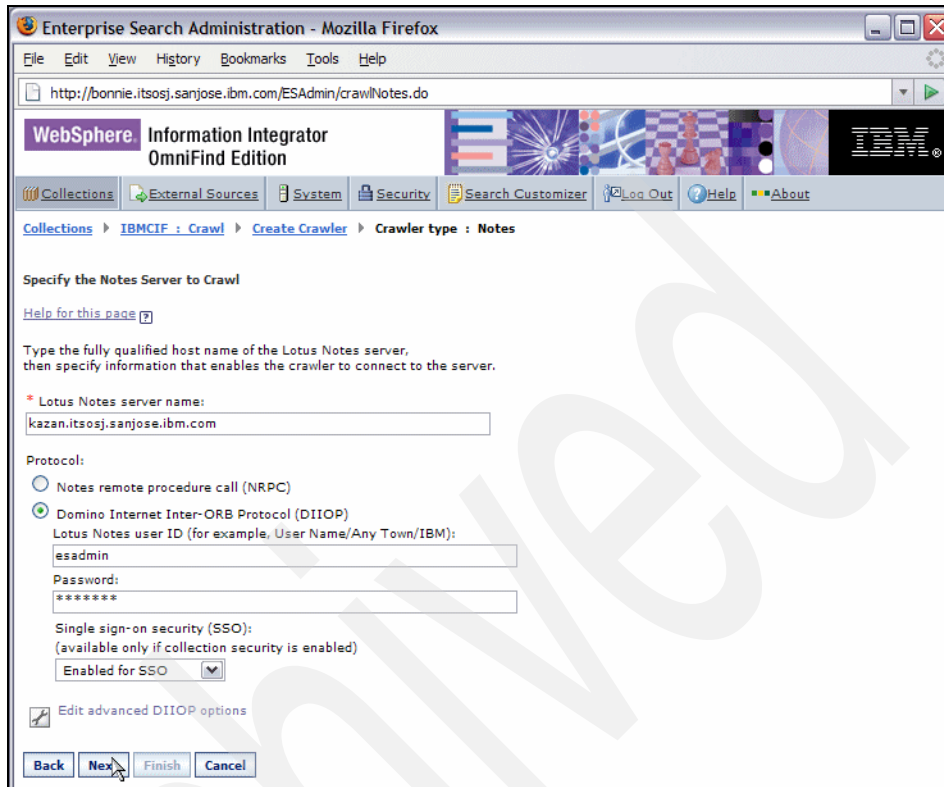 Enterprise Search Administration - Mozilla Firefox
File Edit View History Bookmarks Tools Help
http://bonnie.itsosj.sanjose.ibm.com/ESAdmin/crawlNotes.do
WebSphere. Information Integrator
OmniFind Edition
IBM®
Collections External Sources System Security Search Customizer Log Out Help About
Collections IBMCIF : Crawl Create Crawler Crawler type : Notes
Specify the Notes Server to Crawl
Help for this page ?
Type the fully qualified host name of the Lotus Notes server,
then specify information that enables the crawler to connect to the server.
* Lotus Notes server name:
kazan.itsosj.sanjose.ibm.com
Protocol:
Notes remote procedure call (NRPC)
Domino Internet Inter-ORB Protocol (DIIOP)
Lotus Notes user ID (for example, User Name/Any Town/IBM):
esadmin
Password:
*******
Single sign-on security (SSO):
(available only if collection security is enabled)
Enabled for SSO
Edit advanced DIIOP options
Back Next Finish Cancel